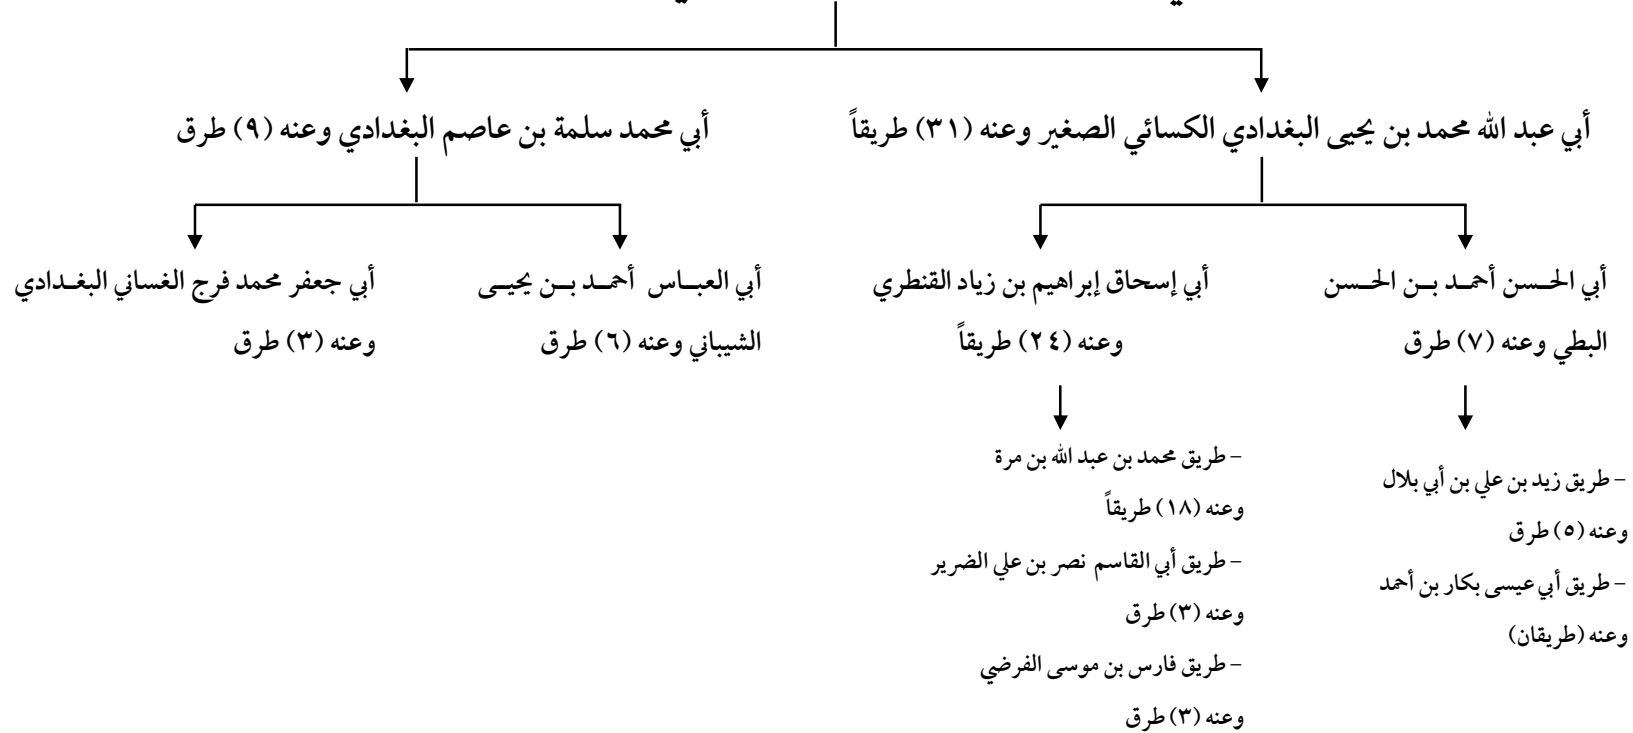 أبي عبد الله محمد بن يحيى البغدادي الكسائي الصغير وعنه (٣١) طريقاً
أبي محمد سلمة بن عاصم البغدادي وعنه (٩) طرق
أبي الحسن أحمد بن الحسن
البطي وعنه (٧) طرق
أبي إسحاق إبراهيم بن زياد القنطري
وعنه (٢٤) طريقاً
أبي العباس أحمد بن يحيى
الشيباني وعنه (٦) طرق
أبي جعفر محمد فرج الغساني البغدادي
وعنه (٣) طرق
- طريق زيد بن علي بن أبي بلال
وعنه (٥) طرق
- طريق أبي عيسى بكار بن أحمد
وعنه (طريقان)
- طريق محمد بن عبد الله بن مرة
وعنه (١٨) طريقاً
- طريق أبي القاسم نصر بن علي الضرير
وعنه (٣) طرق
- طريق فارس بن موسى الفرضي
وعنه (٣) طرق